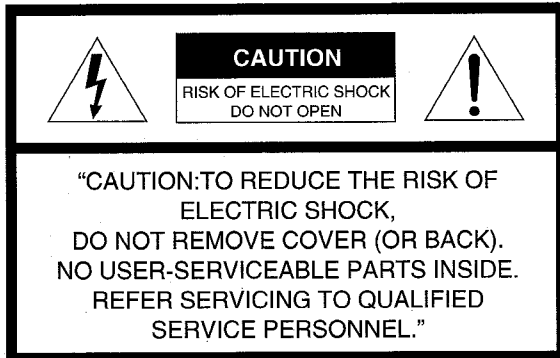 CAUTION
RISK OF ELECTRIC SHOCK
DO NOT OPEN
“CAUTION:TO REDUCE THE RISK OF
ELECTRIC SHOCK,
DO NOT REMOVE COVER (OR BACK).
NO USER-SERVICEABLE PARTS INSIDE.
REFER SERVICING TO QUALIFIED
SERVICE PERSONNEL.”